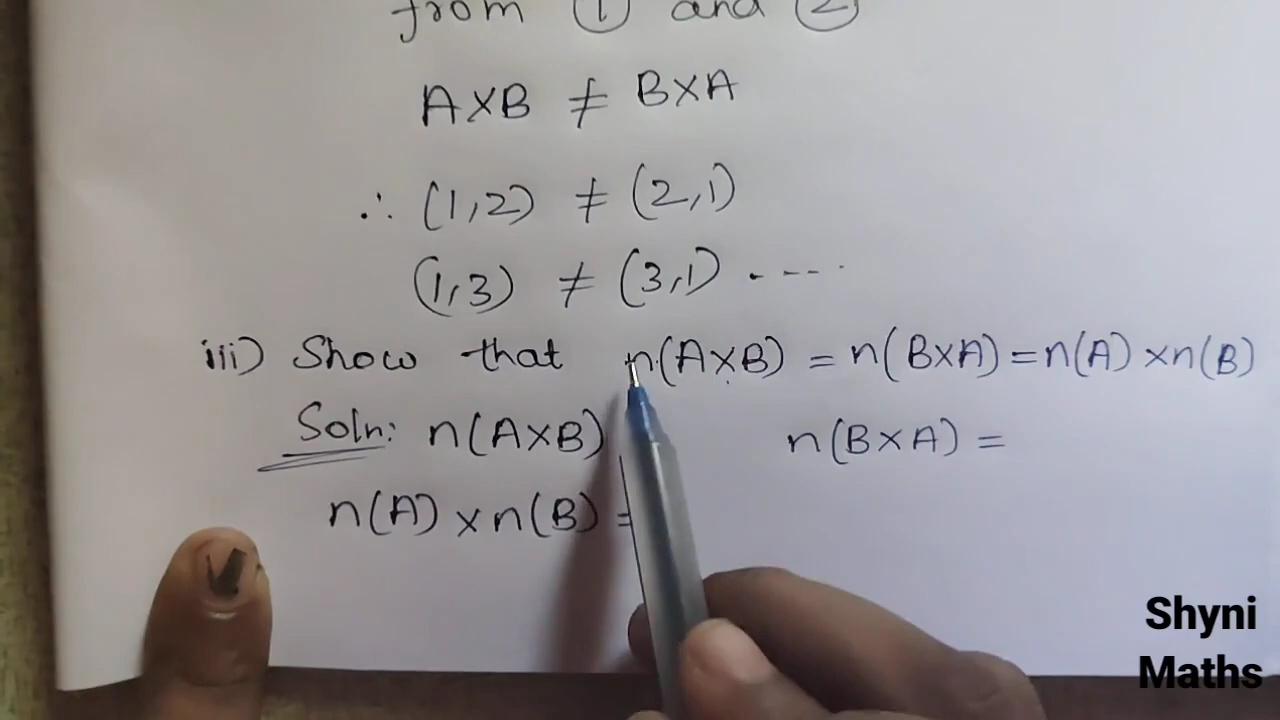 from ① and ②
A×B ≠ B×A
∴ (1,2) ≠ (2,1)
(1,3) ≠ (3,1) ----
iii) Show that n(A×B) = n(B×A) = n(A) × n(B)
Soln: n(A×B) n(B×A) =
n(A) × n(B) =
Shyni
Maths